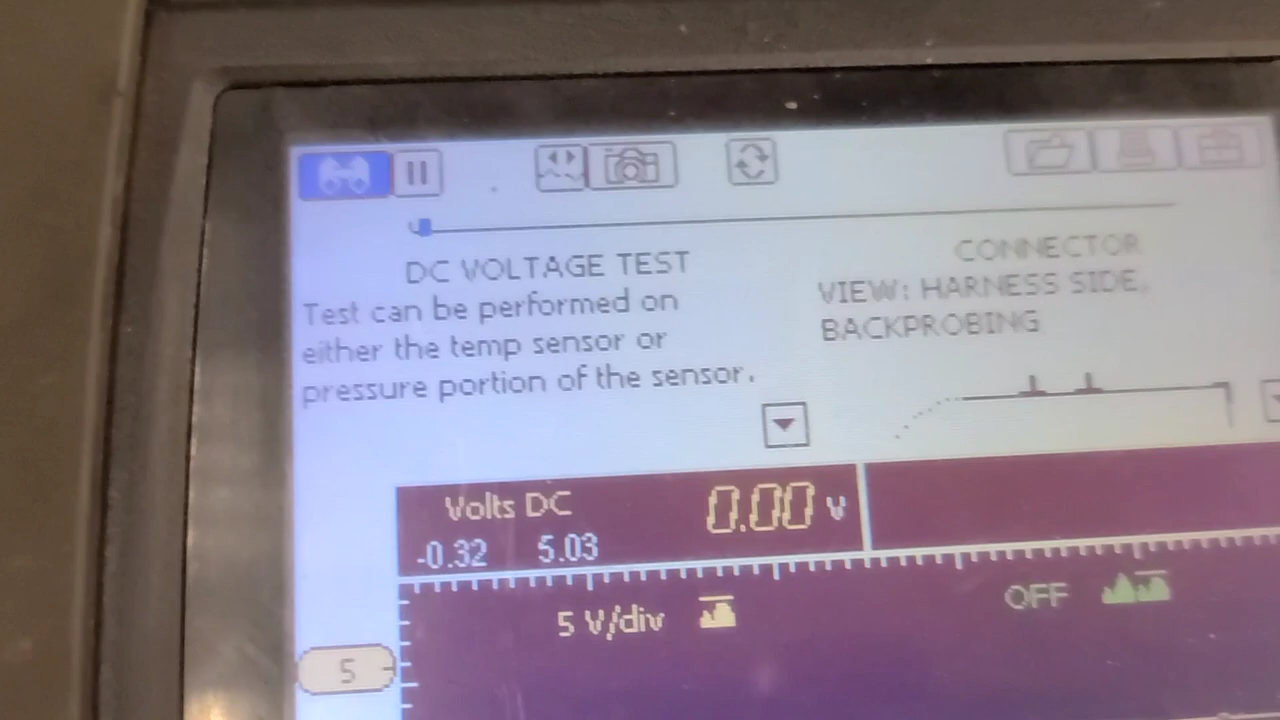 DC VOLTAGE TEST
Test can be performed on
either the temp sensor or
pressure portion of the sensor.
CONNECTOR
VIEW: HARNESS SIDE,
BACKPROBING
Volts DC 0.00 V
-0.32 5.03
5 V/div
OFF
5